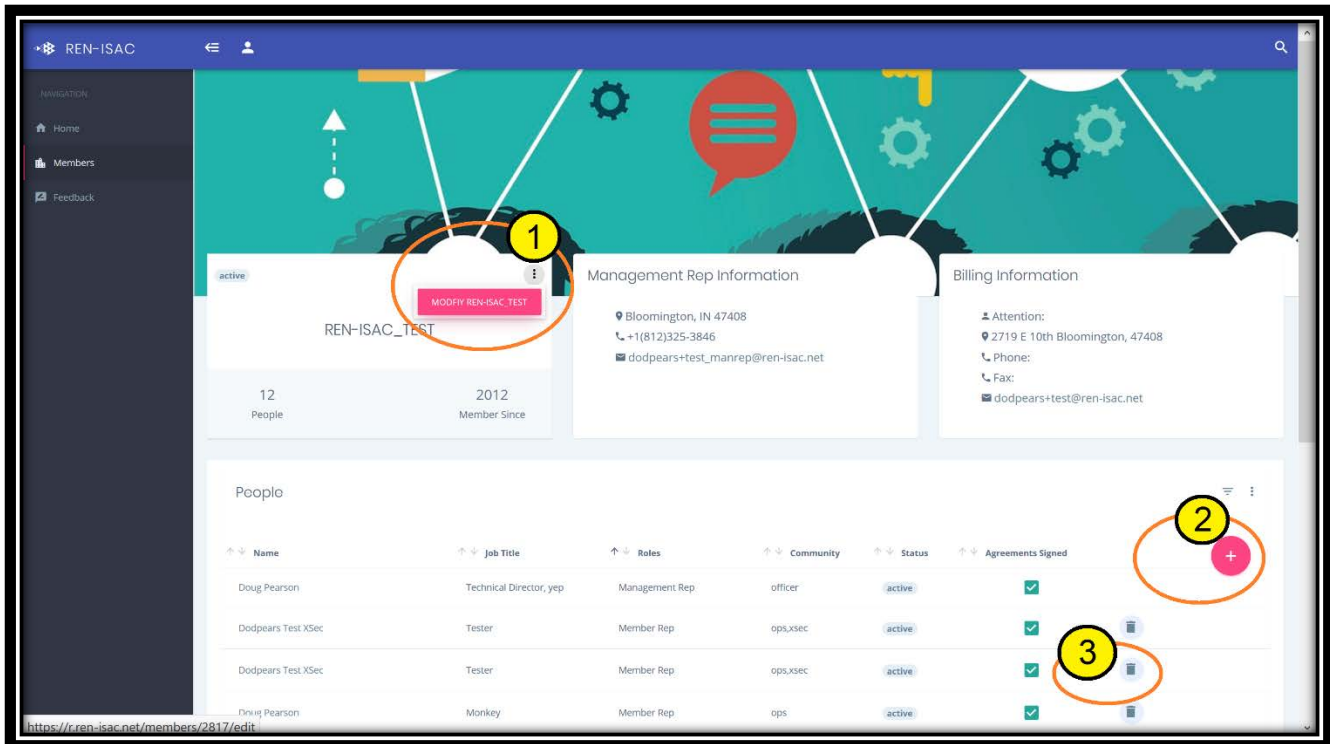 REN-ISAC
NAVIGATION
Home
Members
Feedback
1
active
MODFIY REN-ISAC_TEST
REN-ISAC_TEST
12
People
2012
Member Since
Management Rep Information
Bloomington, IN 47408
+1(812)325-3846
dodpears+test_manrep@ren-isac.net
Billing Information
Attention:
2719 E 10th Bloomington, 47408
Phone:
Fax:
dodpears+test@ren-isac.net
People
2
Name Job Title Roles Community Status Agreements Signed +
Doug Pearson Technical Director, yep Management Rep officer active
Dodpears Test XSec Tester Member Rep ops,xsec active
3
Dodpears Test XSec Tester Member Rep ops,xsec active
Doug Pearson Monkey Member Rep ops active
https://r.ren-isac.net/members/2817/edit